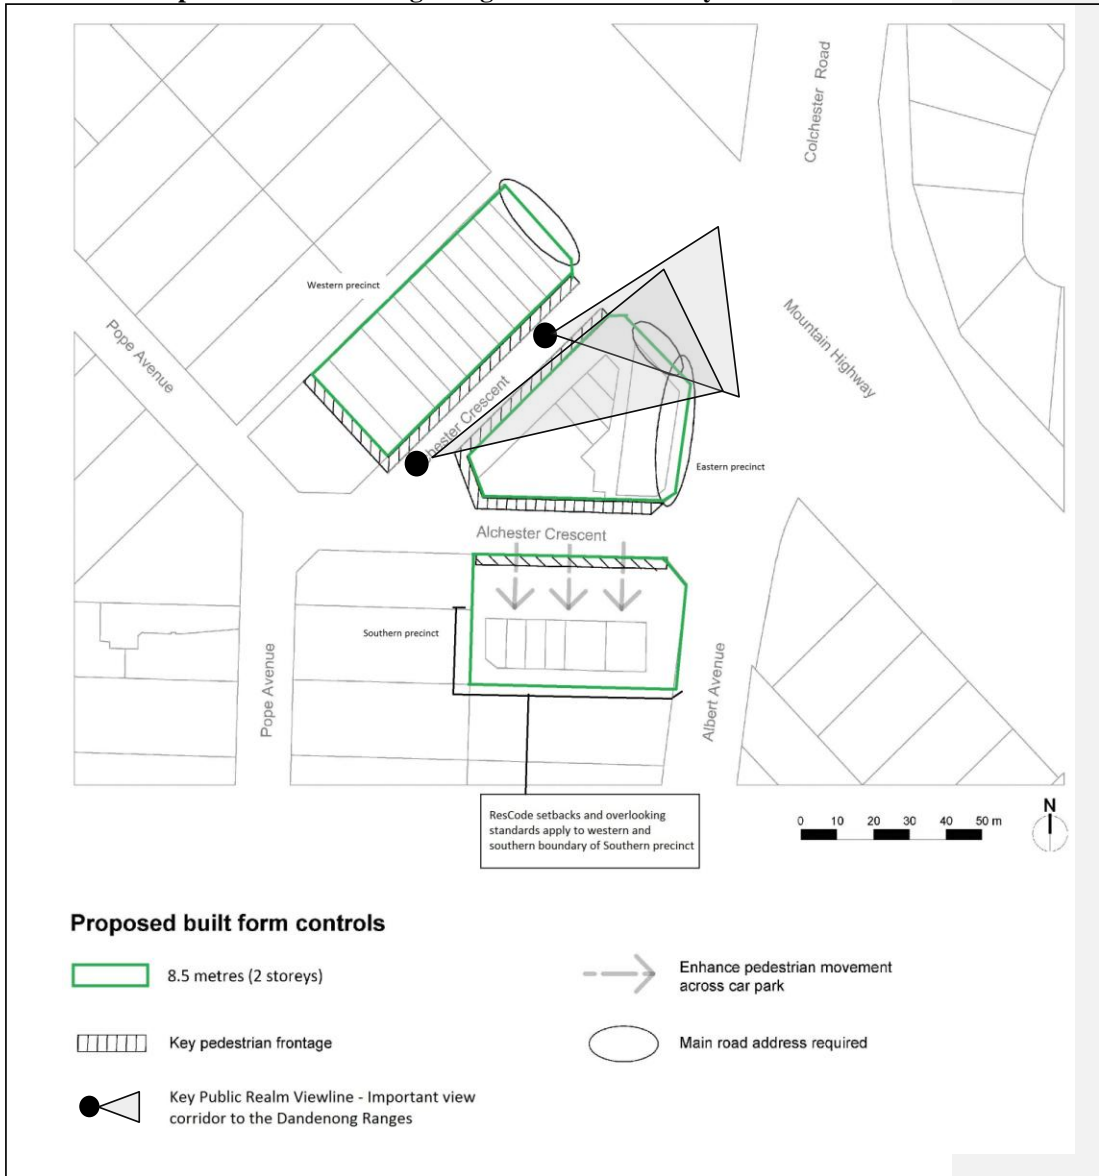 Colchester Road
Western precinct
Pope Avenue
Mountain Highway
chester Crescent
Eastern precinct
Alchester Crescent
Southern precinct
Pope Avenue
Albert Avenue
ResCode setbacks and overlooking
standards apply to western and
southern boundary of Southern precinct
0 10 20 30 40 50 m
N
Proposed built form controls
8.5 metres (2 storeys)
Enhance pedestrian movement
across car park
Key pedestrian frontage
Main road address required
Key Public Realm Viewline - Important view
corridor to the Dandenong Ranges